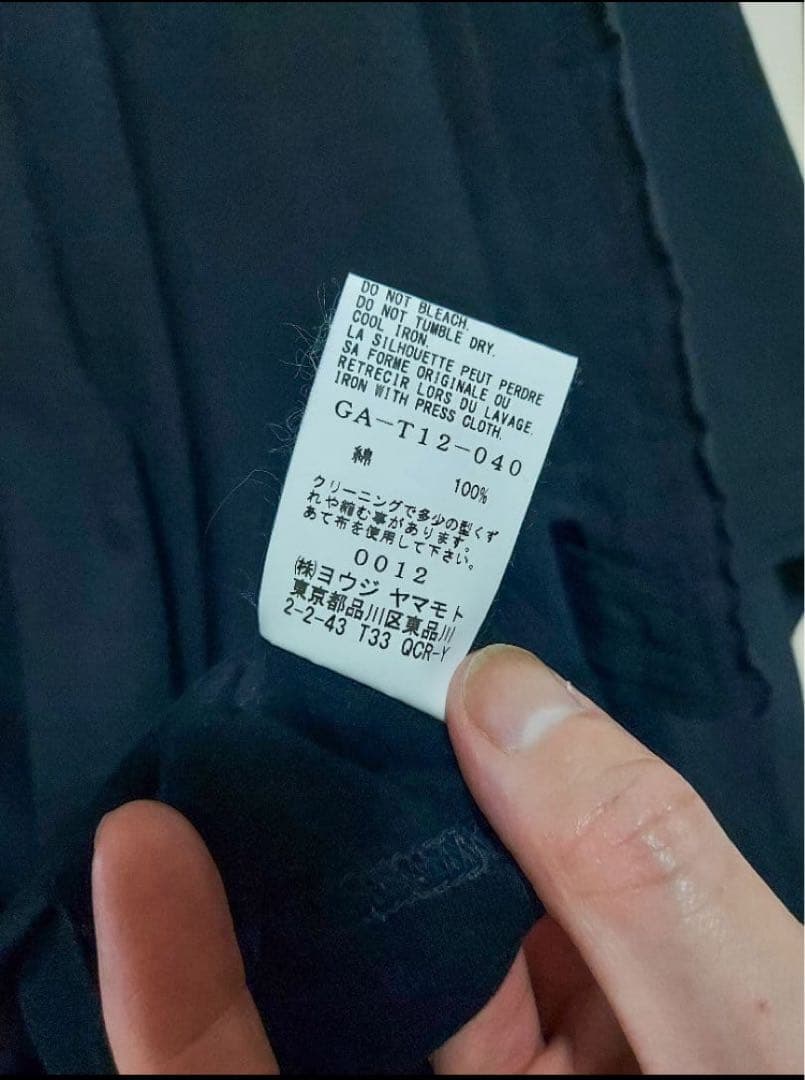 DO NOT BLEACH.
DO NOT TUMBLE DRY.
COOL IRON.
LA SILHOUETTE PEUT PERDRE
SA FORME ORIGINALE OU
RETRECIR LORS DU LAVAGE.
IRON WITH PRESS CLOTH.
GA-T12-040
綿 100%
クリーニングで多少の型くず
れや縮む事があります。
あて布を使用して下さい。
0012
㈱ヨウジ ヤマモト
東京都品川区東品川
2-2-43 T33 QCR-Y